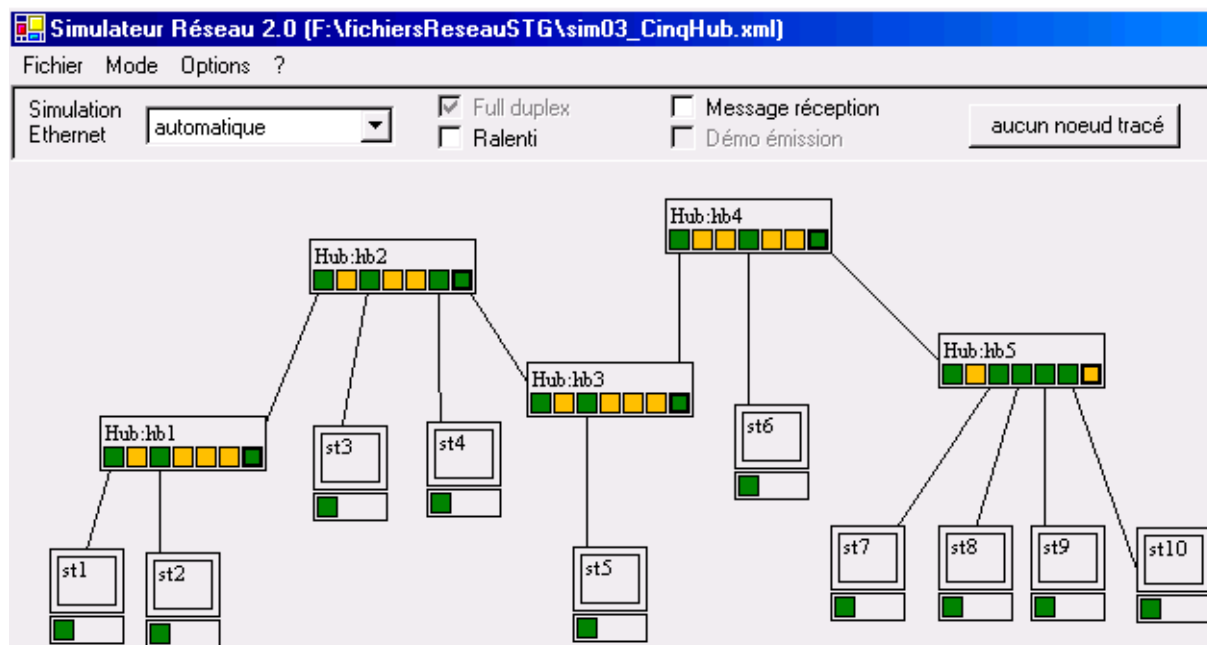 Simulateur Réseau 2.0 (F:\fichiersReseauSTG\sim03_CinqHub.xml)
Fichier Mode Options ?
Simulation Ethernet
automatique
Full duplex
Ralenti
Message réception
Démo émission
aucun noeud tracé
Hub:hb4
Hub:hb2
Hub:hb5
Hub:hb3
Hub:hb1
st3
st4
st6
st1
st2
st5
st7
st8
st9
st10